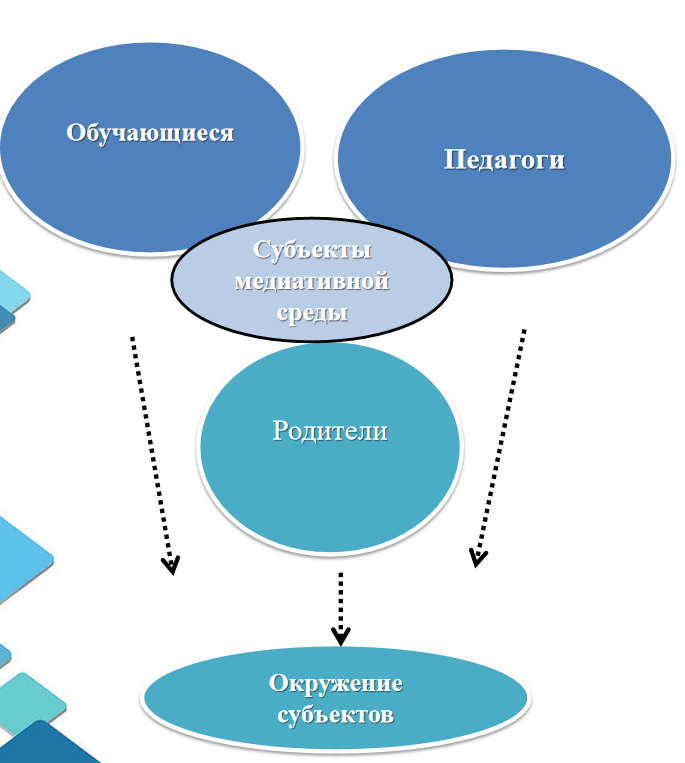 Обучающиеся
Педагоги
Субъекты
медиативной
среды
Родители
Окружение
субъектов